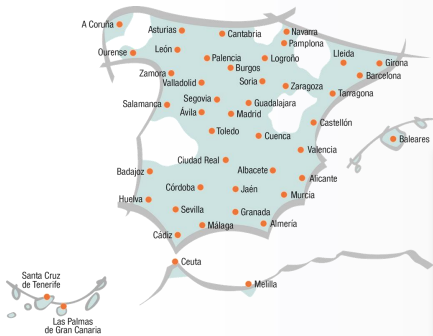 A Coruña
Asturias
Cantabria
Navarra
Pamplona
Ourense
León
Palencia
Logroño
Lleida
Girona
Burgos
Zamora
Barcelona
Valladolid
Soria
Zaragoza
Tarragona
Salamanca
Segovia
Guadalajara
Ávila
Madrid
Castellón
Toledo
Cuenca
Baleares
Valencia
Ciudad Real
Badajoz
Albacete
Alicante
Córdoba
Jaén
Murcia
Huelva
Sevilla
Granada
Málaga
Almería
Cádiz
Ceuta
Santa Cruz
de Tenerife
Melilla
Las Palmas
de Gran Canaria